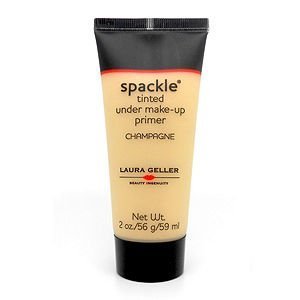 spackle®
tinted
under make-up
primer
CHAMPAGNE
LAURA GELLER
BEAUTY INGENUITY
Net Wt.
2 oz./56 g/59 ml